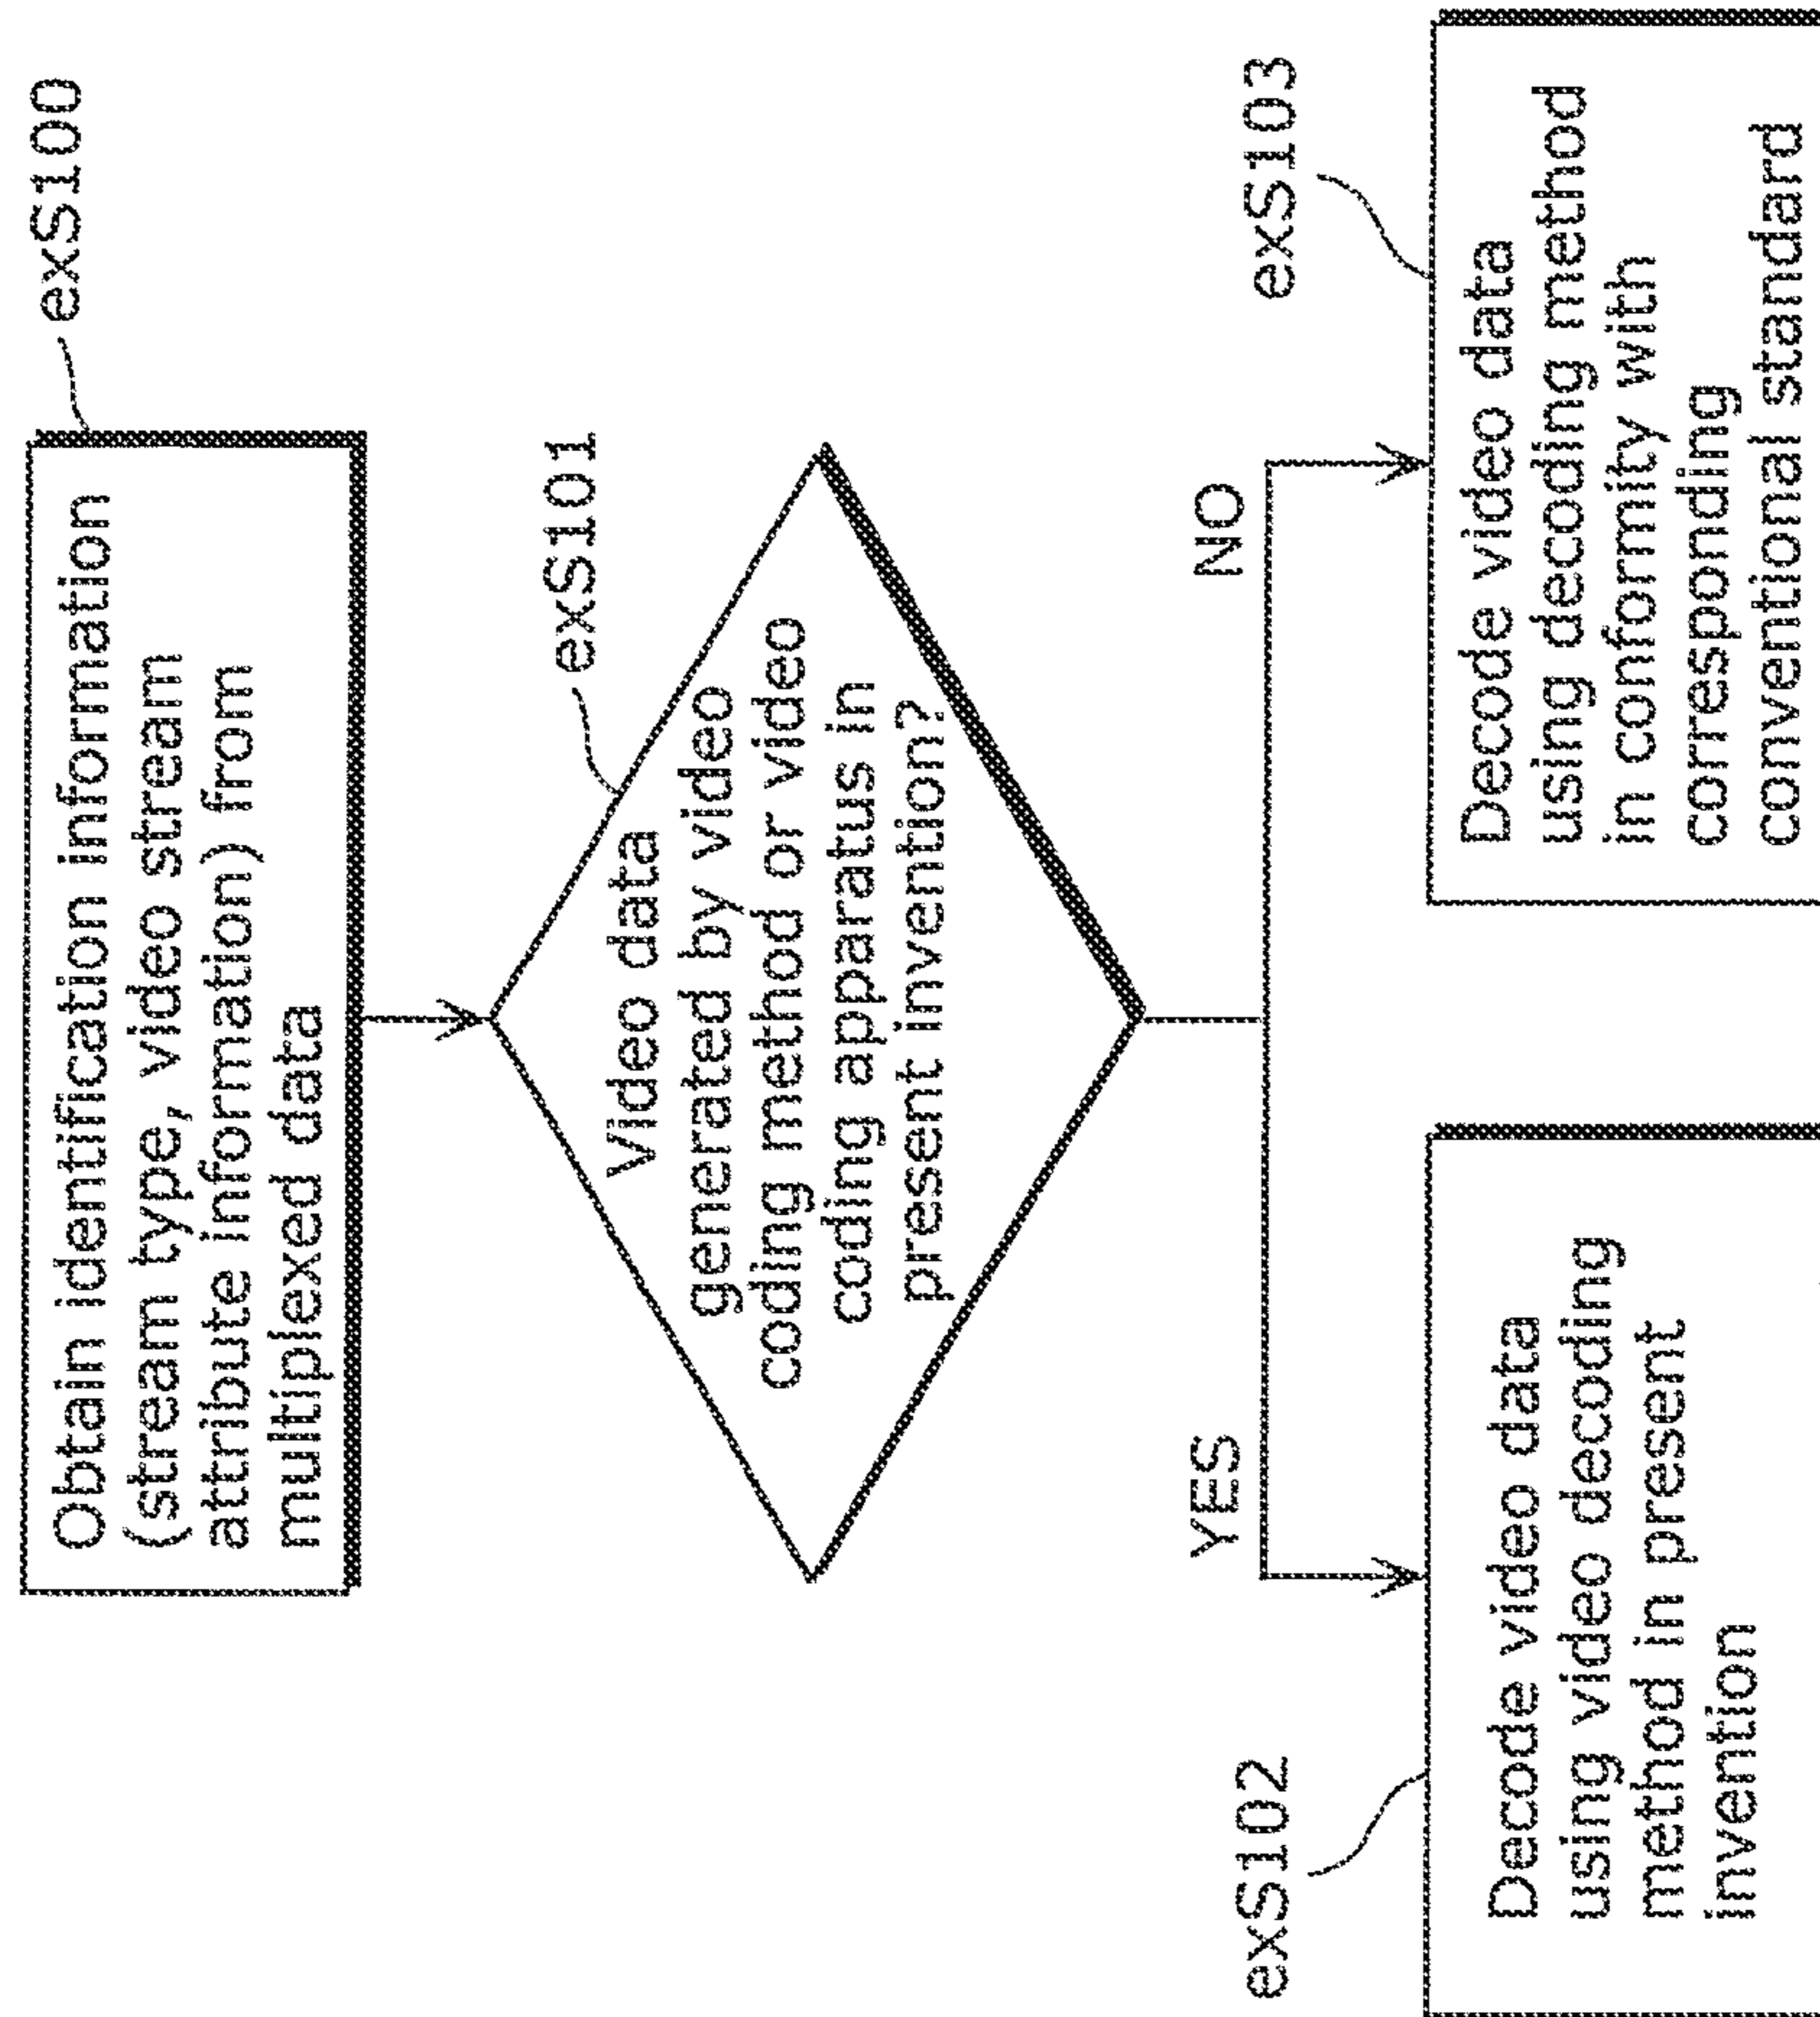 exS100
Obtain identification information
(stream type, video stream
attribute information) from
multiplexed data
exS101
Video data
generated by video
coding method or video
coding apparatus in
present invention?
YES
NO
exS102
Decode video data
using video decoding
method in present
invention
exS103
Decode video data
using decoding method
in conformity with
corresponding
conventional standard